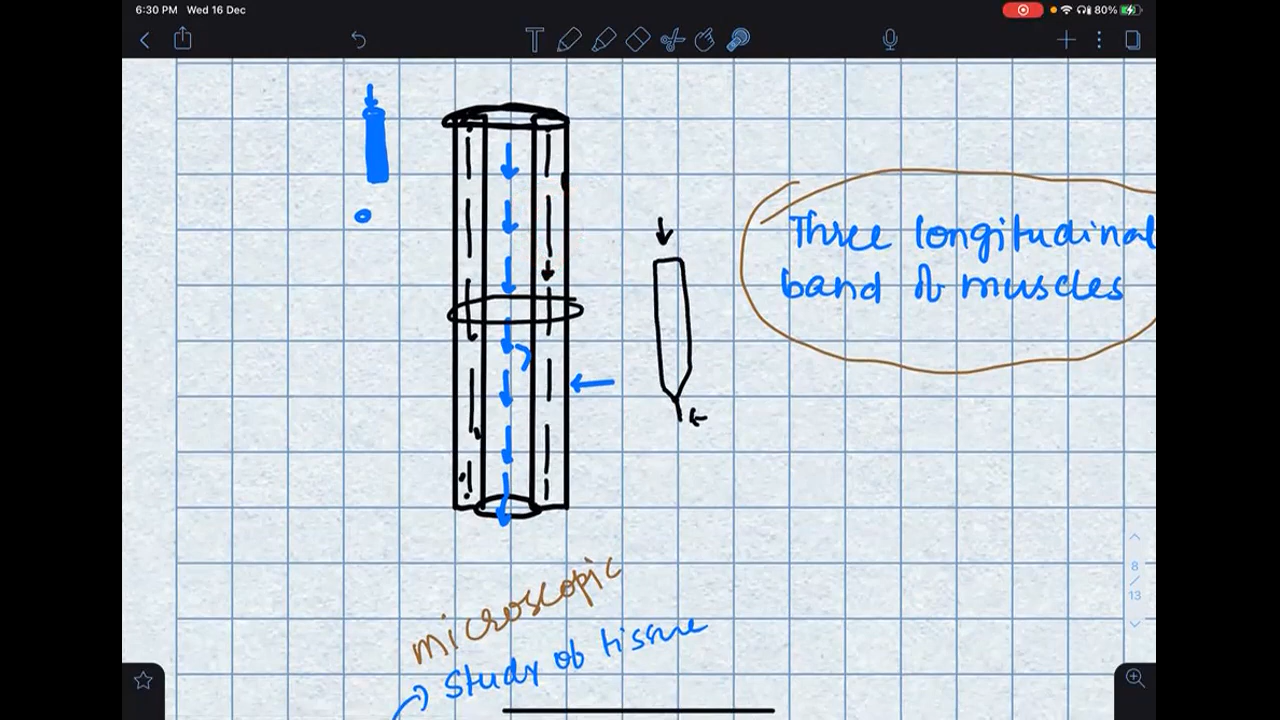 6:30 PM Wed 16 Dec
80%
T
Three longitudinal
band of muscles
8
/
13
microscopic
Study of tissue